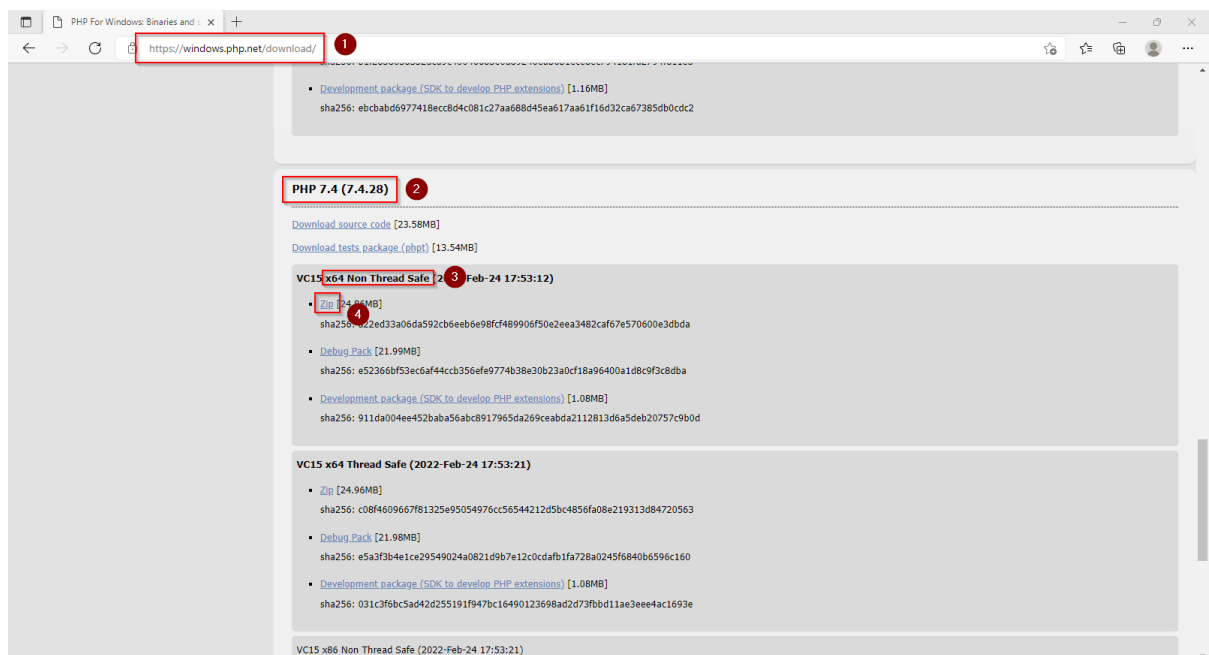 PHP For Windows: Binaries and s
https://windows.php.net/download/
1
Development package (SDK to develop PHP extensions) [1.16MB]
sha256: ebcbabd6977418ecc8d4c081c27aa688d45ea617aa61f16d32ca67385db0cdc2
PHP 7.4 (7.4.28)
2
Download source code [23.58MB]
Download tests package (phpt) [13.54MB]
VC15 x64 Non Thread Safe (2 3 Feb-24 17:53:12)
Zip [24.86MB]
4
sha256: 322ed33a06da592cb6eeb6e98fcf489906f50e2eea3482caf67e570600e3dbda
Debug Pack [21.99MB]
sha256: e52366bf53ec6af44ccb356efe9774b38e30b23a0cf18a96400a1d8c9f3c8dba
Development package (SDK to develop PHP extensions) [1.08MB]
sha256: 911da004ee452baba56abc8917965da269ceabda2112813d6a5deb20757c9b0d
VC15 x64 Thread Safe (2022-Feb-24 17:53:21)
Zip [24.96MB]
sha256: c08f4609667f81325e95054976cc56544212d5bc4856fa08e219313d84720563
Debug Pack [21.98MB]
sha256: e5a3f3b4e1ce29549024a0821d9b7e12c0cdafb1fa728a0245f6840b6596c160
Development package (SDK to develop PHP extensions) [1.08MB]
sha256: 031c3f6bc5ad42d255191f947bc16490123698ad2d73fbbd11ae3eee4ac1693e
VC15 x86 Non Thread Safe (2022-Feb-24 17:53:21)